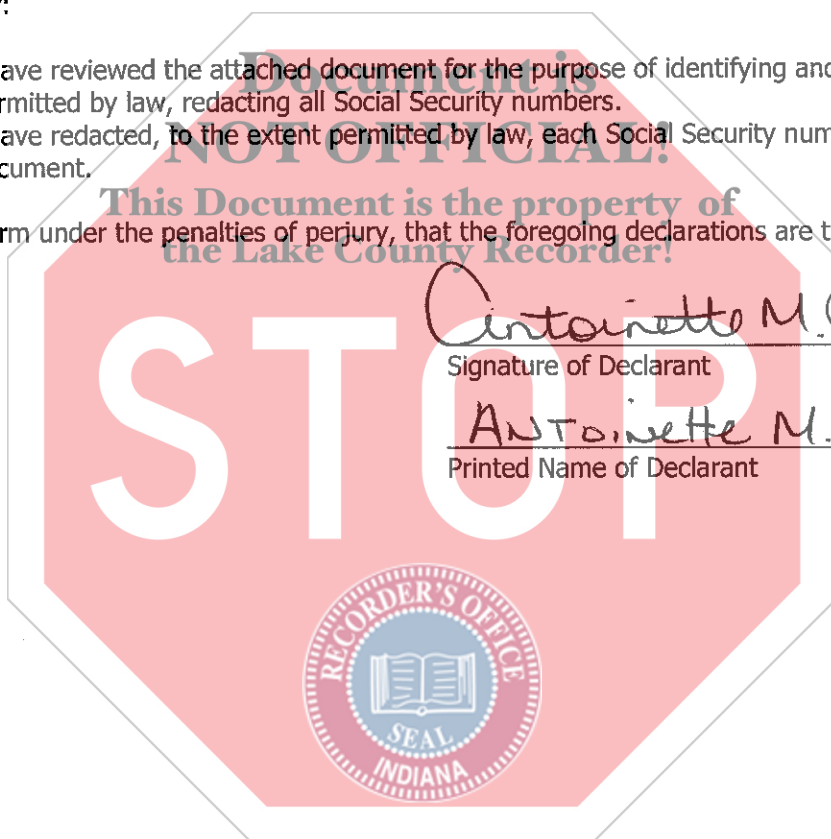 :
ave reviewed the attached document for the purpose of identifying and
rmitted by law, redacting all Social Security numbers.
ave redacted, to the extent permitted by law, each Social Security num
cument.
rm under the penalties of perjury, that the foregoing declarations are t
Document is
NOT OFFICIAL!
This Document is the property of
the Lake County Recorder!
Antoinette M.
Signature of Declarant
ANTOINETTE M.
Printed Name of Declarant
STOP
RECORDER'S OFFICE
SEAL
INDIANA